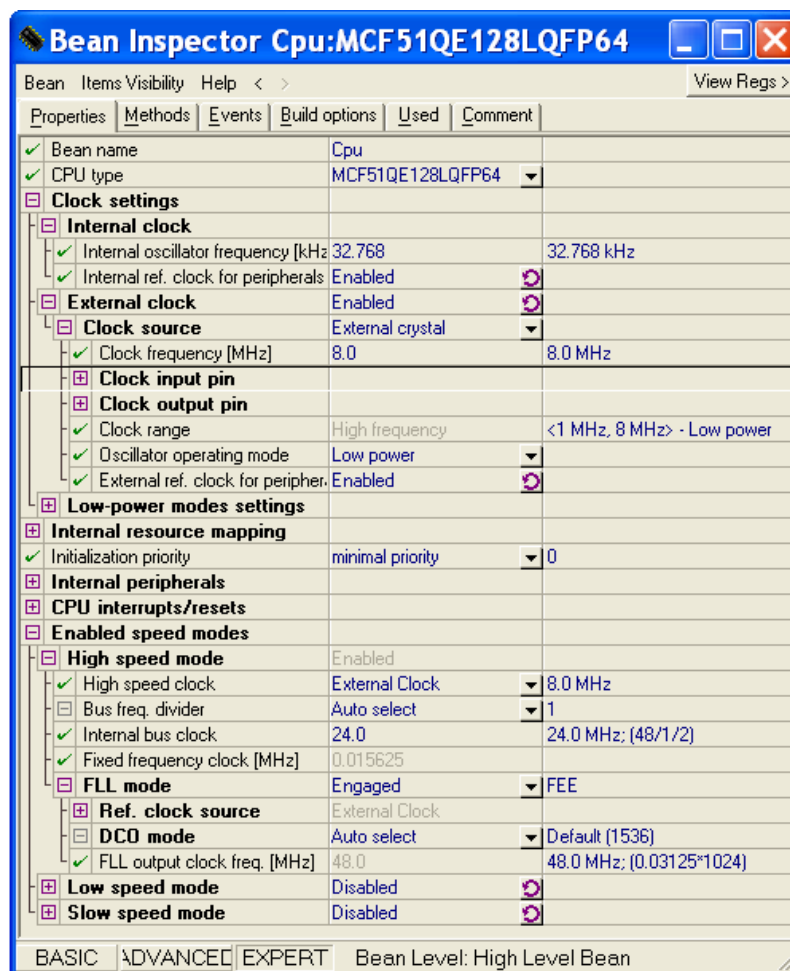 Bean Inspector Cpu:MCF51QE128LQFP64
Bean Items Visibility Help < > View Regs >
Properties Methods Events Build options Used Comment
Bean name Cpu
CPU type MCF51QE128LQFP64
Clock settings
Internal clock
Internal oscillator frequency [kHz 32.768 32.768 kHz
Internal ref. clock for peripherals Enabled
External clock Enabled
Clock source External crystal
Clock frequency [MHz] 8.0 8.0 MHz
Clock input pin
Clock output pin
Clock range High frequency <1 MHz, 8 MHz> - Low power
Oscillator operating mode Low power
External ref. clock for peripher. Enabled
Low-power modes settings
Internal resource mapping
Initialization priority minimal priority 0
Internal peripherals
CPU interrupts/resets
Enabled speed modes
High speed mode Enabled
High speed clock External Clock 8.0 MHz
Bus freq. divider Auto select 1
Internal bus clock 24.0 24.0 MHz; (48/1/2)
Fixed frequency clock [MHz] 0.015625
FLL mode Engaged FEE
Ref. clock source External Clock
DCO mode Auto select Default (1536)
FLL output clock freq. [MHz] 48.0 48.0 MHz; (0.03125*1024)
Low speed mode Disabled
Slow speed mode Disabled
BASIC ADVANCED EXPERT Bean Level: High Level Bean